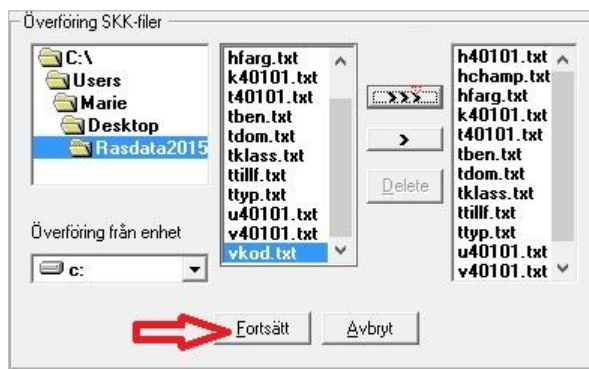 Överföring SKK-filer
C:\
Users
Marie
Desktop
Rasdata2015
Överföring från enhet
c:
hfarg.txt
k40101.txt
t40101.txt
tben.txt
tdom.txt
tklass.txt
ttillf.txt
ttyp.txt
u40101.txt
v40101.txt
vkod.txt
>>>
>
Delete
h40101.txt
hchamp.txt
hfarg.txt
k40101.txt
t40101.txt
tben.txt
tdom.txt
tklass.txt
ttillf.txt
ttyp.txt
u40101.txt
v40101.txt
Fortsätt
Avbryt